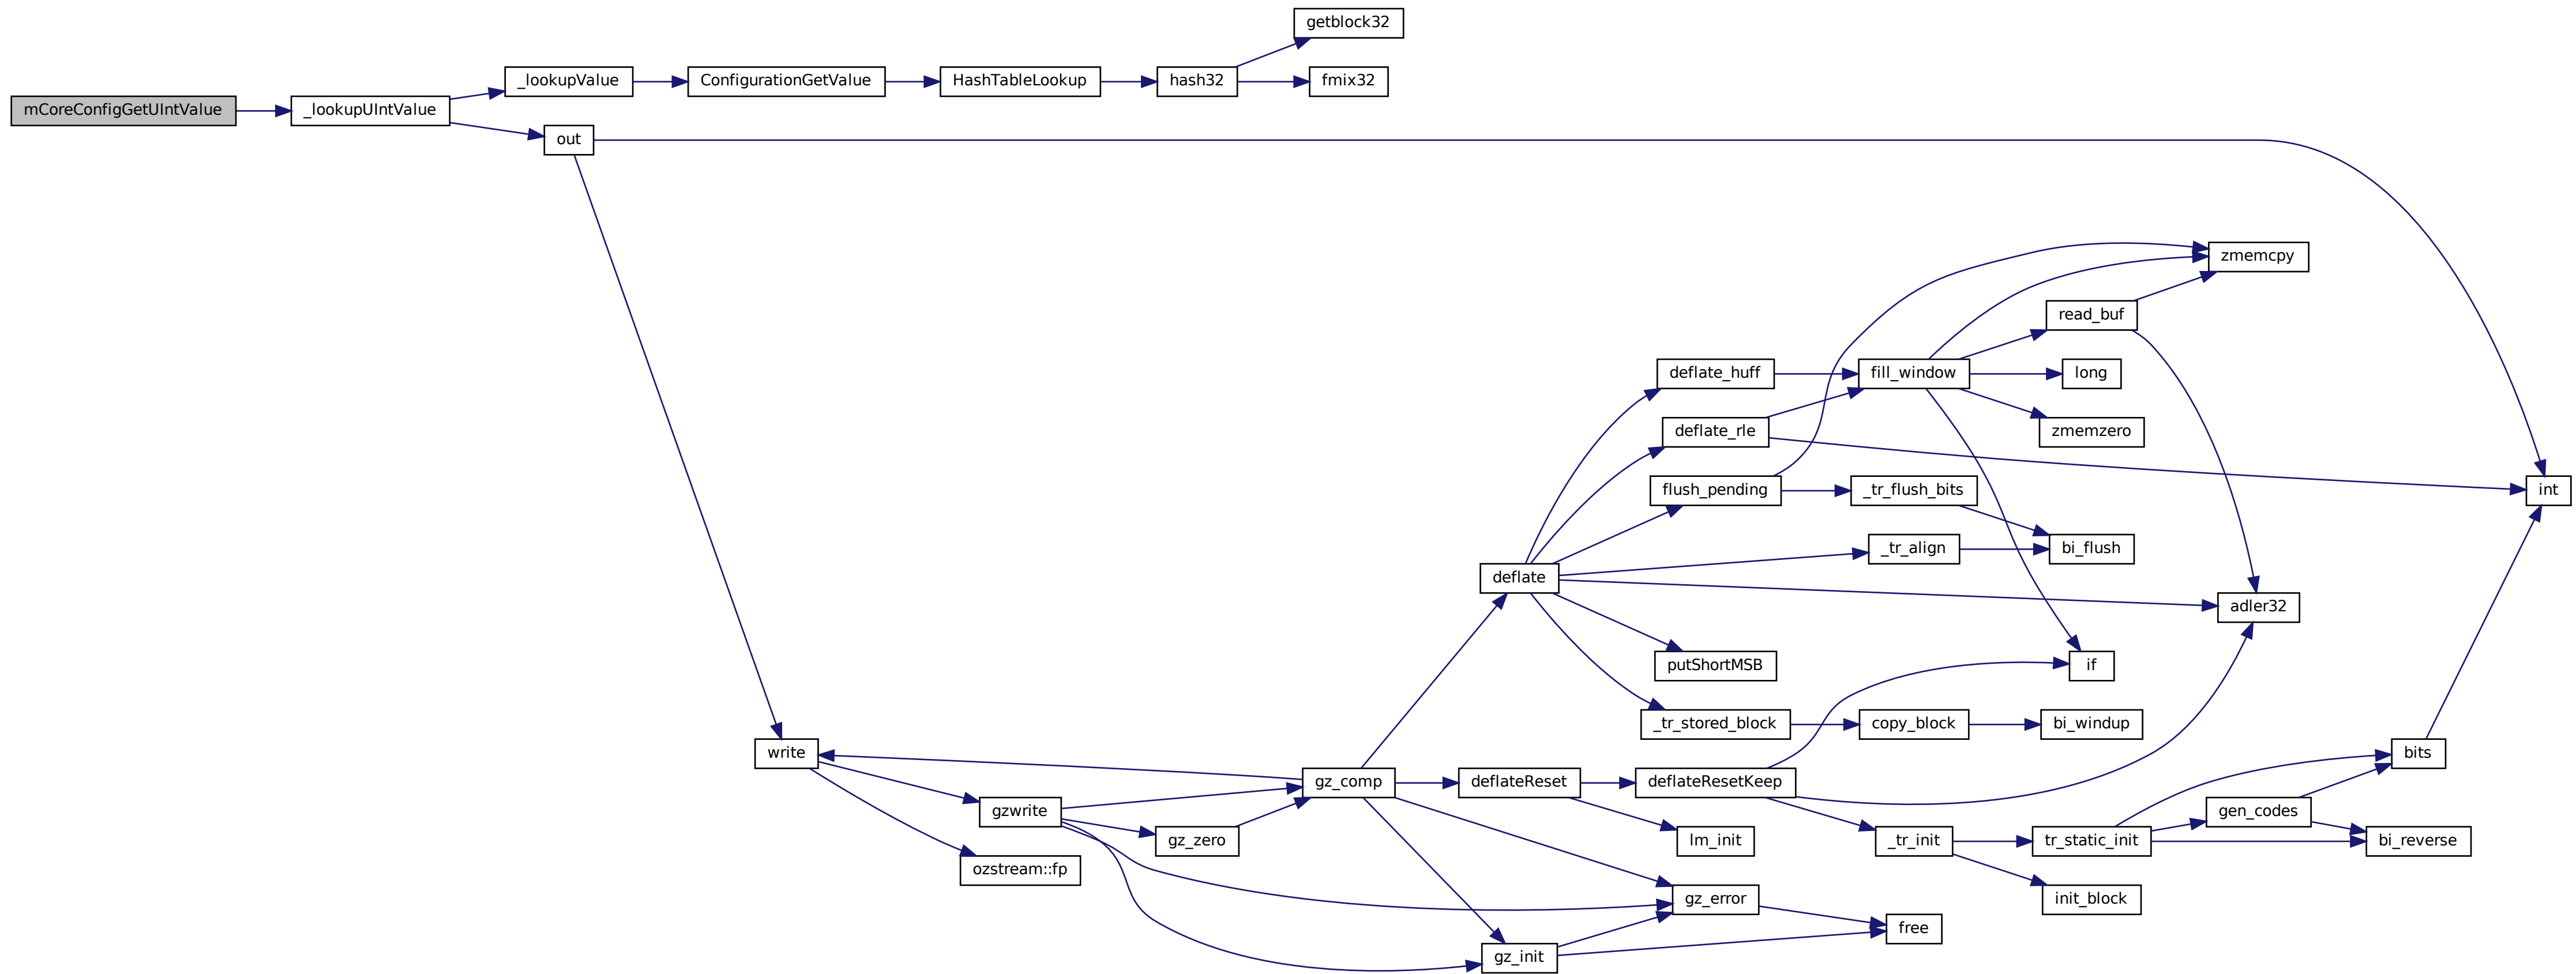 getblock32
_lookupValue
ConfigurationGetValue
HashTableLookup
hash32
fmix32
mCoreConfigGetUIntValue
_lookupUIntValue
out
zmemcpy
read_buf
deflate_huff
fill_window
long
deflate_rle
zmemzero
flush_pending
_tr_flush_bits
int
_tr_align
bi_flush
deflate
adler32
putShortMSB
if
_tr_stored_block
copy_block
bi_windup
write
bits
gz_comp
deflateReset
deflateResetKeep
gzwrite
gen_codes
gz_zero
lm_init
_tr_init
tr_static_init
bi_reverse
ozstream::fp
gz_error
init_block
free
gz_init